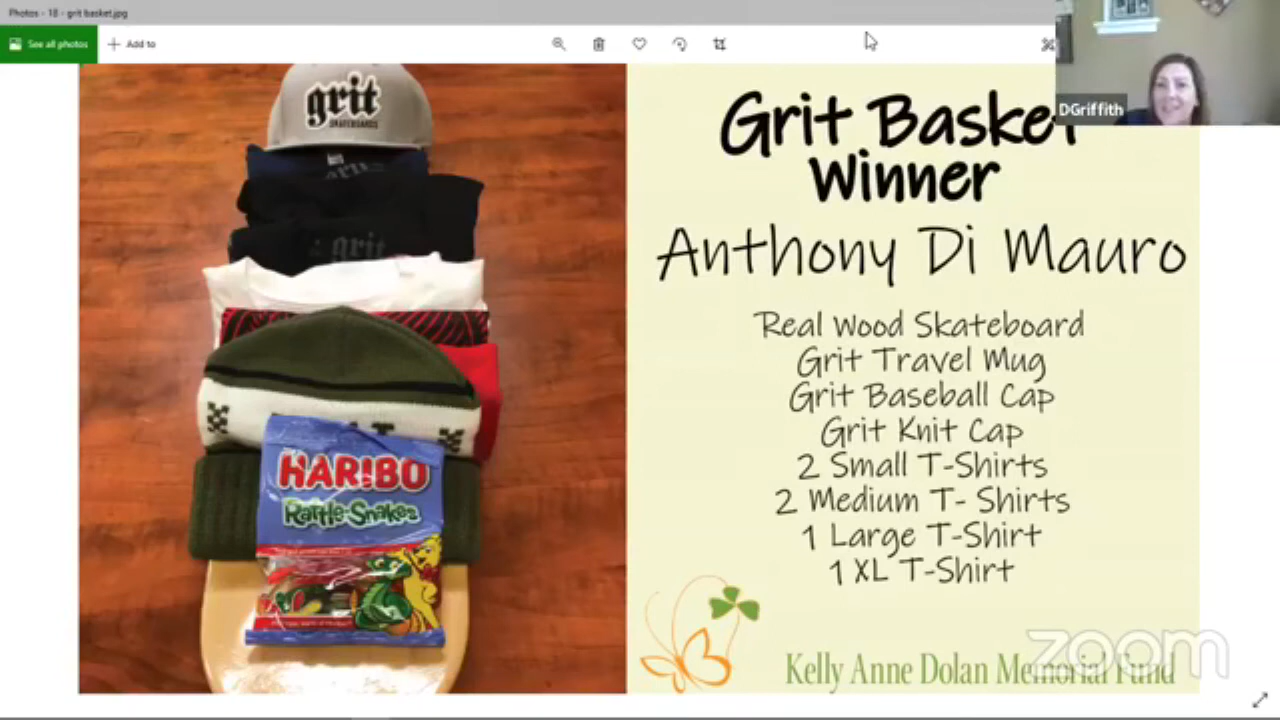 Photos - 18 - grit basket.jpg
See all photos
Add to
DGriffith
grit
SKATEBOARDS
grit
HARIBO
Rattle-Snakes
Grit Basket
Winner
Anthony Di Mauro
Real Wood Skateboard
Grit Travel Mug
Grit Baseball Cap
Grit Knit Cap
2 Small T-Shirts
2 Medium T- Shirts
1 Large T-Shirt
1 XL T-Shirt
Kelly Anne Dolan Memorial Fund
zoom